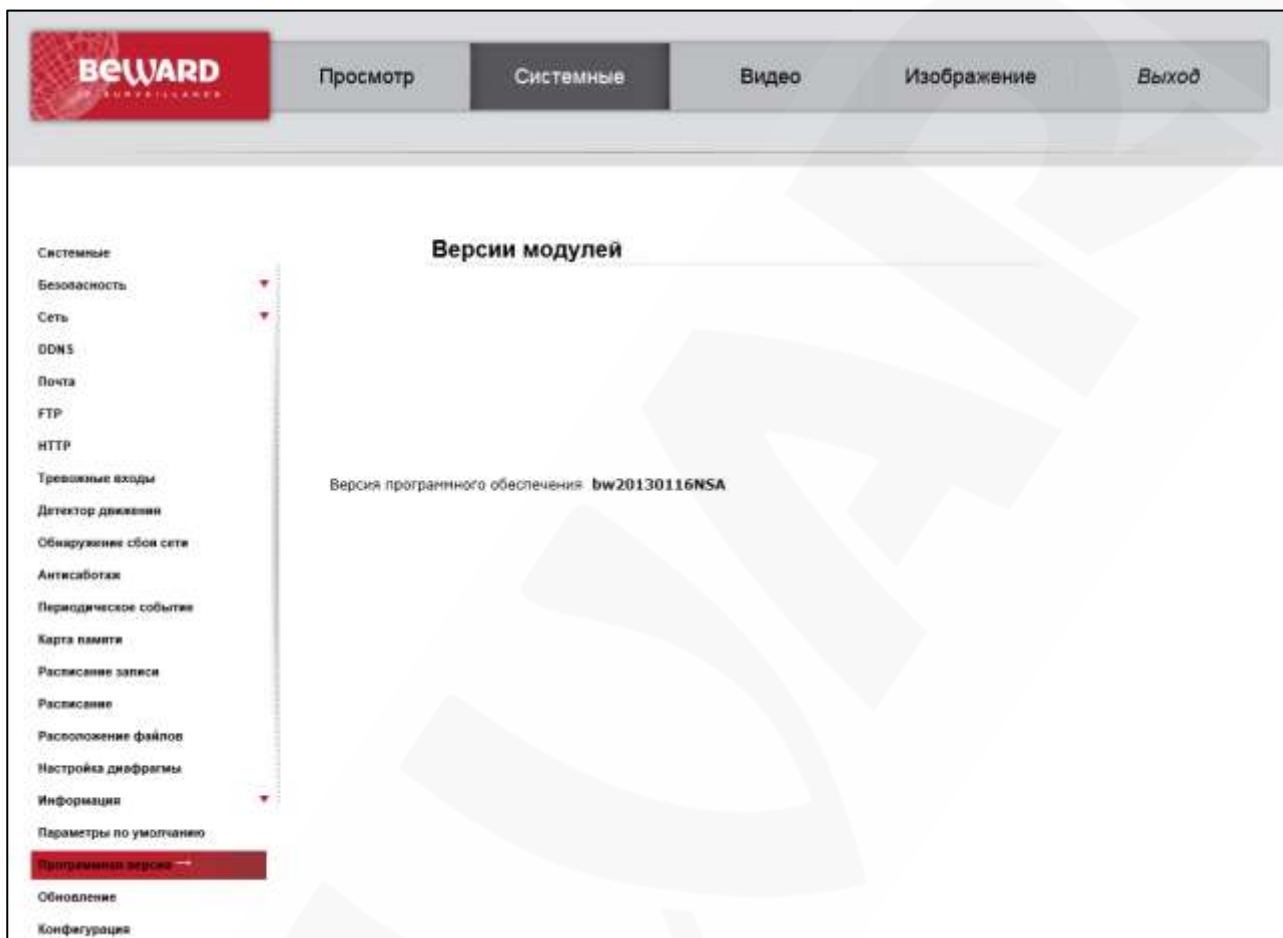 BEWARD
IP SURVEILLANCE
Просмотр
Системные
Видео
Изображение
Выход
Системные
Безопасность
Сеть
DDNS
Почта
FTP
HTTP
Тревожные входы
Детектор движения
Обнаружение сбоя сети
Антисаботаж
Периодическое событие
Карта памяти
Расписание записи
Расписание
Расположение файлов
Настройка диафрагмы
Информация
Параметры по умолчанию
Программная версия →
Обновление
Конфигурация
Версии модулей
Версия программного обеспечения bw20130116NSA